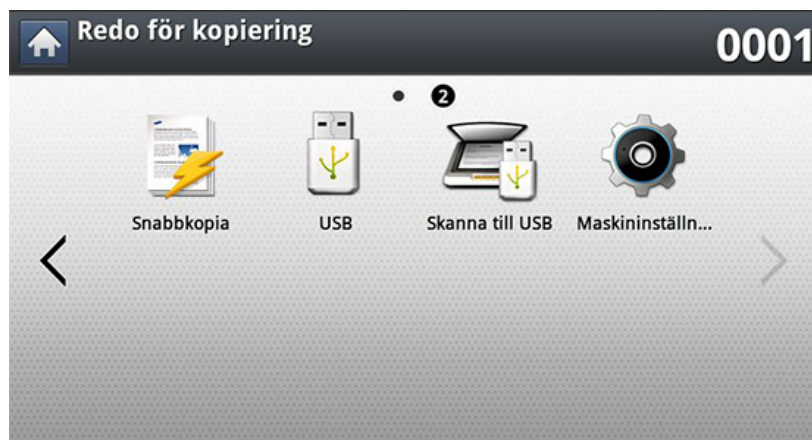 Redo för kopiering
0001
2
Snabbkopia USB Skanna till USB Maskininställn...